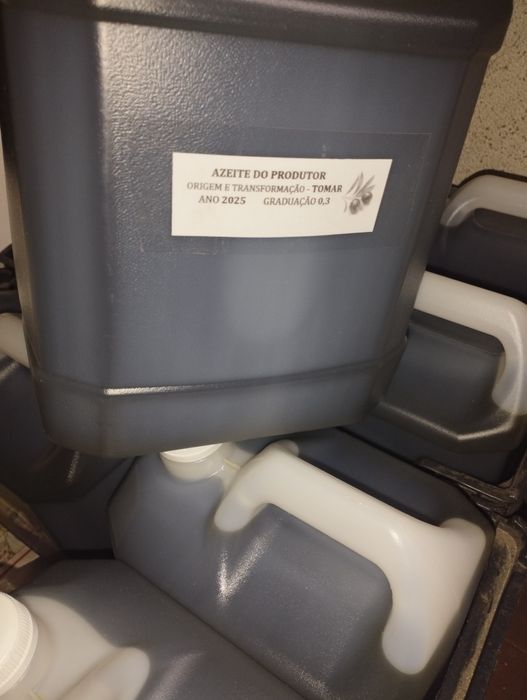 AZEITE DO PRODUTOR
ORIGEM E TRANSFORMAÇÃO - TOMAR
ANO 2025 GRADUAÇÃO 0,3